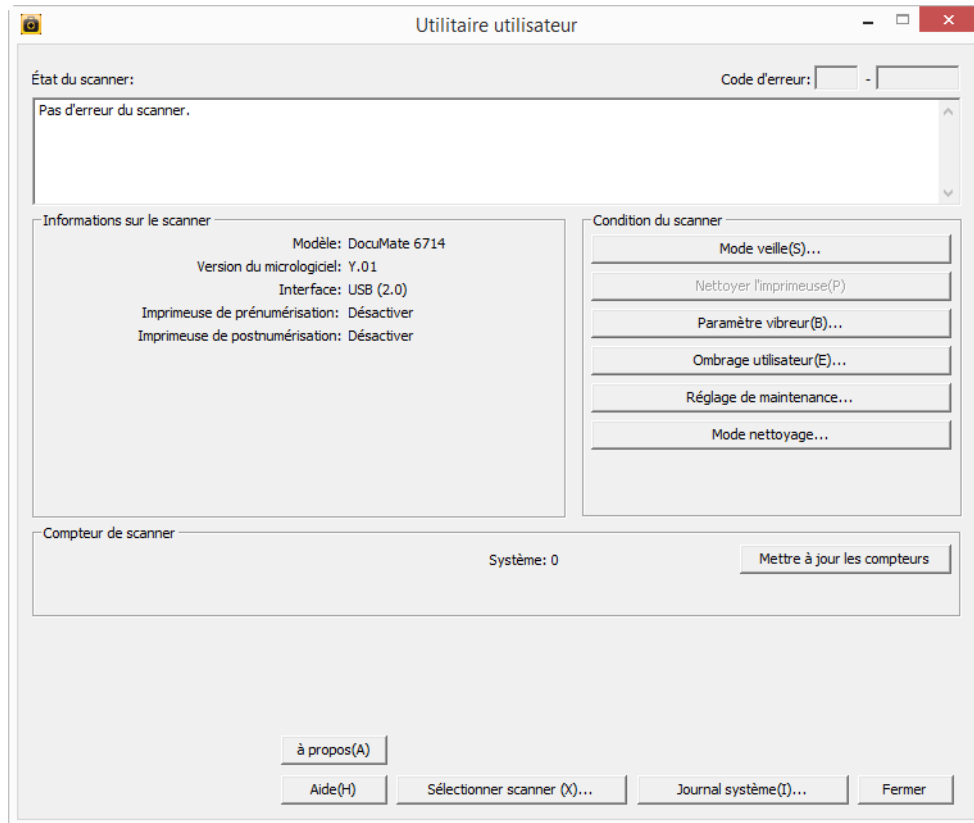 Utilitaire utilisateur
État du scanner:
Code d'erreur: -
Pas d'erreur du scanner.
Informations sur le scanner
Modèle: DocuMate 6714
Version du micrologiciel: Y.01
Interface: USB (2.0)
Imprimeuse de prénumérisation: Désactiver
Imprimeuse de postnumérisation: Désactiver
Condition du scanner
Mode veille(S)...
Nettoyer l'imprimeuse(P)
Paramètre vibreur(B)...
Ombrage utilisateur(E)...
Réglage de maintenance...
Mode nettoyage...
Compteur de scanner
Système: 0
Mettre à jour les compteurs
à propos(A)
Aide(H)
Sélectionner scanner (X)...
Journal système(I)...
Fermer